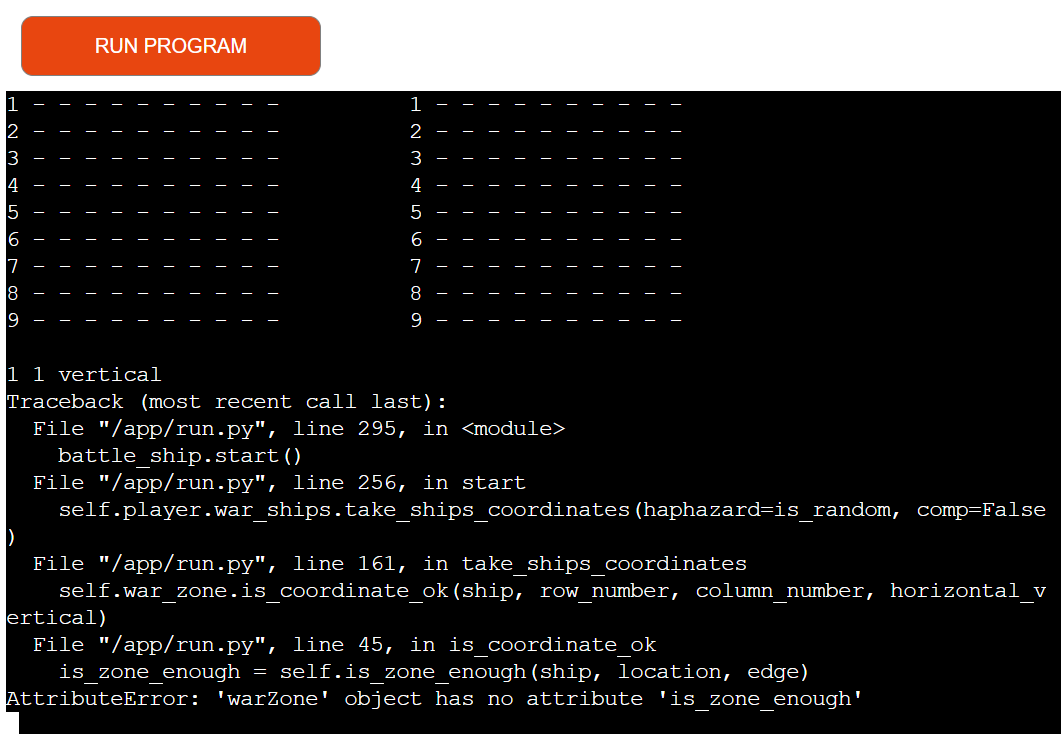 RUN PROGRAM
1 - - - - - - - - - -          1 - - - - - - - - - -
2 - - - - - - - - - -          2 - - - - - - - - - -
3 - - - - - - - - - -          3 - - - - - - - - - -
4 - - - - - - - - - -          4 - - - - - - - - - -
5 - - - - - - - - - -          5 - - - - - - - - - -
6 - - - - - - - - - -          6 - - - - - - - - - -
7 - - - - - - - - - -          7 - - - - - - - - - -
8 - - - - - - - - - -          8 - - - - - - - - - -
9 - - - - - - - - - -          9 - - - - - - - - - -
1 1 vertical
Traceback (most recent call last):
  File "/app/run.py", line 295, in <module>
    battle_ship.start()
  File "/app/run.py", line 256, in start
    self.player.war_ships.take_ships_coordinates(haphazard=is_random, comp=False
)
  File "/app/run.py", line 161, in take_ships_coordinates
    self.war_zone.is_coordinate_ok(ship, row_number, column_number, horizontal_v
ertical)
  File "/app/run.py", line 45, in is_coordinate_ok
    is_zone_enough = self.is_zone_enough(ship, location, edge)
AttributeError: 'warZone' object has no attribute 'is_zone_enough'